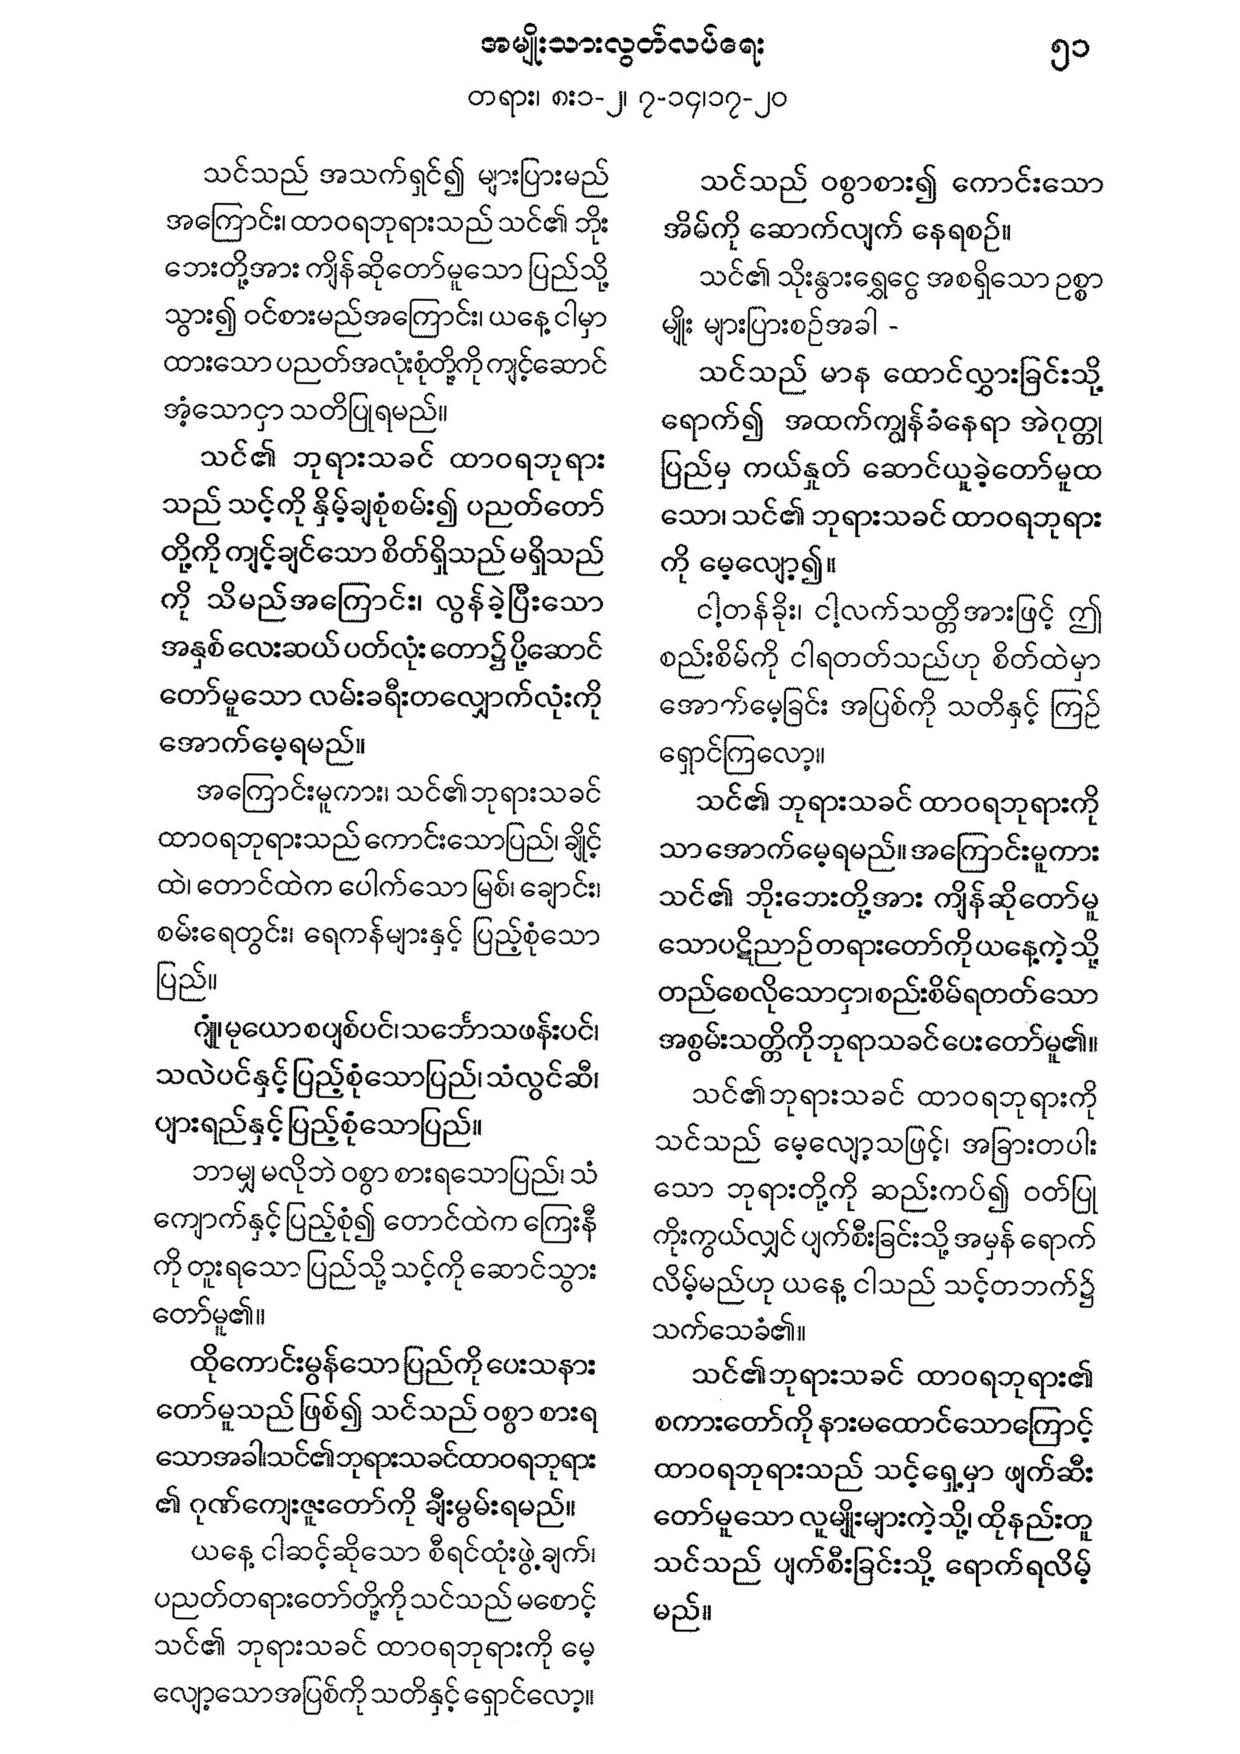 အမျိုးသားလွတ်လပ်ရေး
၅၁
တရား၊ ၈း၁-၂၊ ၇-၁၄၊၁၇-၂၀
သင်သည် အသက်ရှင်၍ များပြားမည်
အကြောင်း၊ ထာဝရဘုရားသည် သင်၏ ဘိုး
ဘေးတို့အား ကျိန်ဆိုတော်မူသော ပြည်သို့
သွား၍ ဝင်စားမည်အကြောင်း၊ ယနေ့ ငါမှာ
ထားသော ပညတ်အလုံးစုံတို့ကို ကျင့်ဆောင်
အံ့သောငှာ သတိပြုရမည်။
သင်၏ ဘုရားသခင် ထာဝရဘုရား
သည် သင့်ကို နှိမ့်ချစုံစမ်း၍ ပညတ်တော်
တို့ကို ကျင့်ချင်သော စိတ်ရှိသည် မရှိသည်
ကို သိမည်အကြောင်း၊ လွန်ခဲ့ပြီးသော
အနှစ် လေးဆယ် ပတ်လုံး တော၌ ပို့ဆောင်
တော်မူသော လမ်းခရီးတလျှောက်လုံးကို
အောက်မေ့ရမည်။
အကြောင်းမူကား၊ သင်၏ ဘုရားသခင်
ထာဝရဘုရားသည် ကောင်းသောပြည်၊ ချိုင့်
ထဲ၊ တောင်ထဲက ပေါက်သော မြစ်၊ ချောင်း၊
စမ်းရေတွင်း၊ ရေကန်များနှင့် ပြည့်စုံသော
ပြည်။
ဂျုံ၊ မုယောစပျစ်ပင်၊ သင်္ဘောသဖန်းပင်၊
သလဲပင်နှင့် ပြည့်စုံသောပြည်၊ သံလွင်ဆီ၊
ပျားရည်နှင့် ပြည့်စုံသောပြည်။
ဘာမျှ မလိုဘဲ ဝစွာ စားရသောပြည်၊ သံ
ကျောက်နှင့် ပြည့်စုံ၍ တောင်ထဲက ကြေးနီ
ကို တူးရသော ပြည်သို့ သင့်ကို ဆောင်သွား
တော်မူ၏။
ထိုကောင်းမွန်သော ပြည်ကို ပေးသနား
တော်မူသည် ဖြစ်၍ သင်သည် ဝစွာ စားရ
သောအခါ၊သင်၏ဘုရားသခင်ထာဝရဘုရား
၏ ဂုဏ်ကျေးဇူးတော်ကို ချီးမွမ်းရမည်။
ယနေ့ ငါဆင့်ဆိုသော စီရင်ထုံးဖွဲ့ချက်၊
ပညတ်တရားတော်တို့ကို သင်သည် မစောင့်
သင်၏ ဘုရားသခင် ထာဝရဘုရားကို မေ့
လျော့သောအပြစ်ကို သတိနှင့် ရှောင်လော့။
သင်သည် ဝစွာစား၍ ကောင်းသော
အိမ်ကို ဆောက်လျက် နေရစဉ်။
သင်၏ သိုးနွားရွှေငွေ အစရှိသော ဥစ္စာ
မျိုး များပြားစဉ်အခါ -
သင်သည် မာန ထောင်လွှားခြင်းသို့
ရောက်၍ အထက်ကျွန်ခံနေရာ အဲဂုတ္တု
ပြည်မှ ကယ်နှုတ် ဆောင်ယူခဲ့တော်မူထ
သော၊ သင်၏ ဘုရားသခင် ထာဝရဘုရား
ကို မေ့လျော့၍။
ငါ့တန်ခိုး၊ ငါ့လက်သတ္တိအားဖြင့် ဤ
စည်းစိမ်ကို ငါရတတ်သည်ဟု စိတ်ထဲမှာ
အောက်မေ့ခြင်း အပြစ်ကို သတိနှင့် ကြဉ်
ရှောင်ကြလော့။
သင်၏ ဘုရားသခင် ထာဝရဘုရားကို
သာ အောက်မေ့ရမည်။ အကြောင်းမူကား
သင်၏ ဘိုးဘေးတို့အား ကျိန်ဆိုတော်မူ
သောပဋိညာဉ်တရားတော်ကို ယနေ့ကဲ့သို့
တည်စေလိုသောငှာ၊ စည်းစိမ်ရတတ်သော
အစွမ်းသတ္တိကို ဘုရာသခင် ပေးတော်မူ၏။
သင်၏ဘုရားသခင် ထာဝရဘုရားကို
သင်သည် မေ့လျော့သဖြင့်၊ အခြားတပါး
သော ဘုရားတို့ကို ဆည်းကပ်၍ ဝတ်ပြု
ကိုးကွယ်လျှင် ပျက်စီးခြင်းသို့ အမှန် ရောက်
လိမ့်မည်ဟု ယနေ့ ငါသည် သင့်တဘက်၌
သက်သေခံ၏။
သင်၏ဘုရားသခင် ထာဝရဘုရား၏
စကားတော်ကို နားမထောင်သောကြောင့်
ထာဝရဘုရားသည် သင့်ရှေ့မှာ ဖျက်ဆီး
တော်မူသော လူမျိုးများကဲ့သို့၊ ထိုနည်းတူ
သင်သည် ပျက်စီးခြင်းသို့ ရောက်ရလိမ့်
မည်။